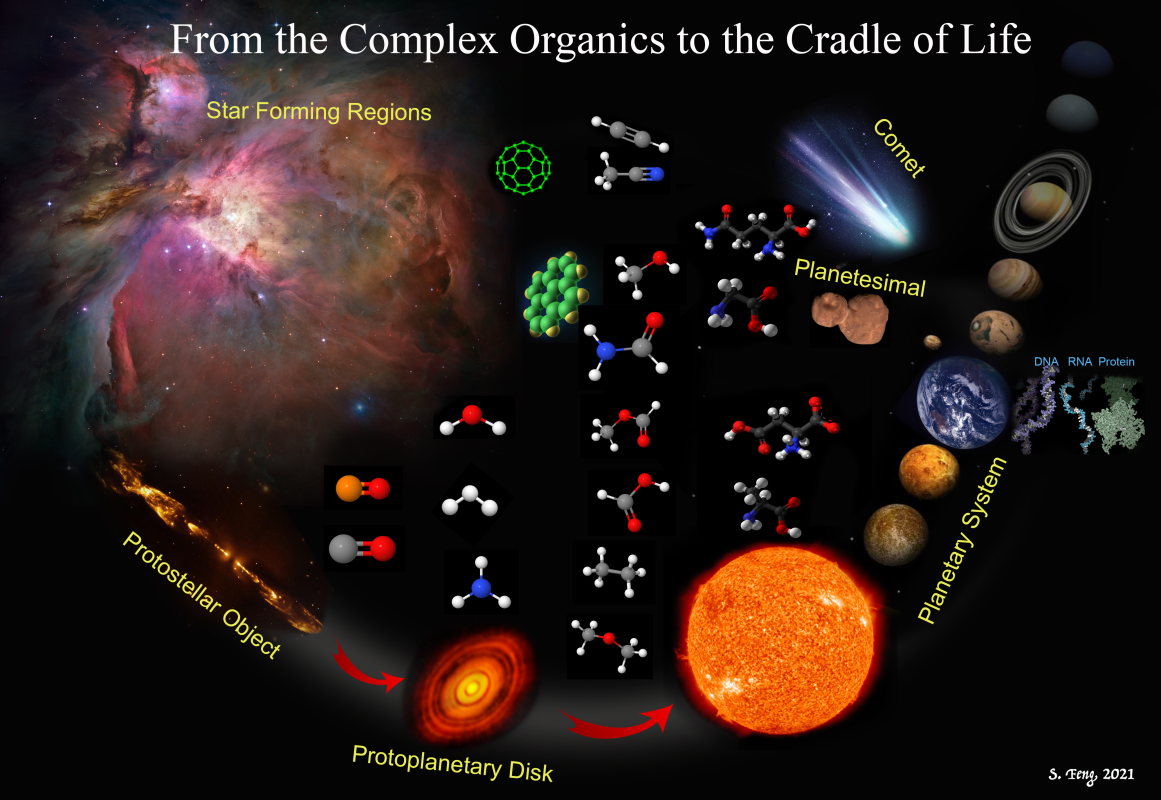 From the Complex Organics to the Cradle of Life
Star Forming Regions
Comet
Planetesimal
DNA RNA Protein
Planetary System
Protostellar Object
Protoplanetary Disk
S. Feng, 2021